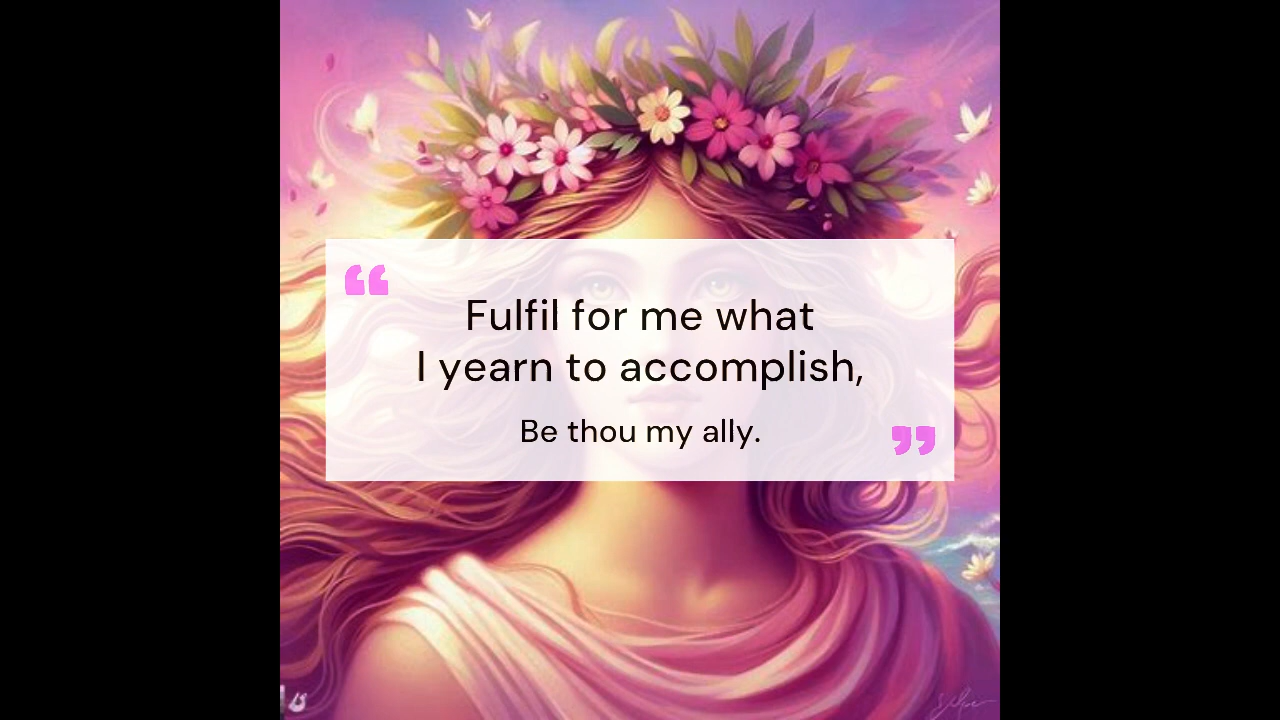 “
Fulfil for me what
I yearn to accomplish,
Be thou my ally.
”